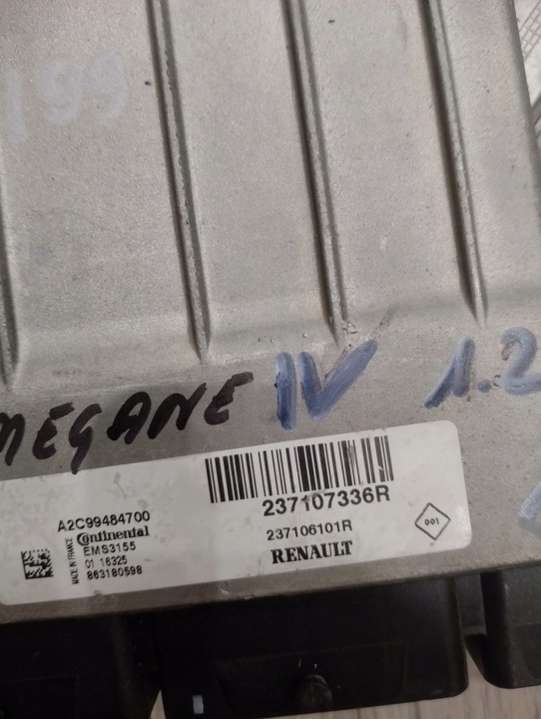 199
MEGANE IV 1.2
A2C99484700
Continental
EMS3155
01 16325
863180598
MADE IN FRANCE
237107336R
237106101R
RENAULT
001